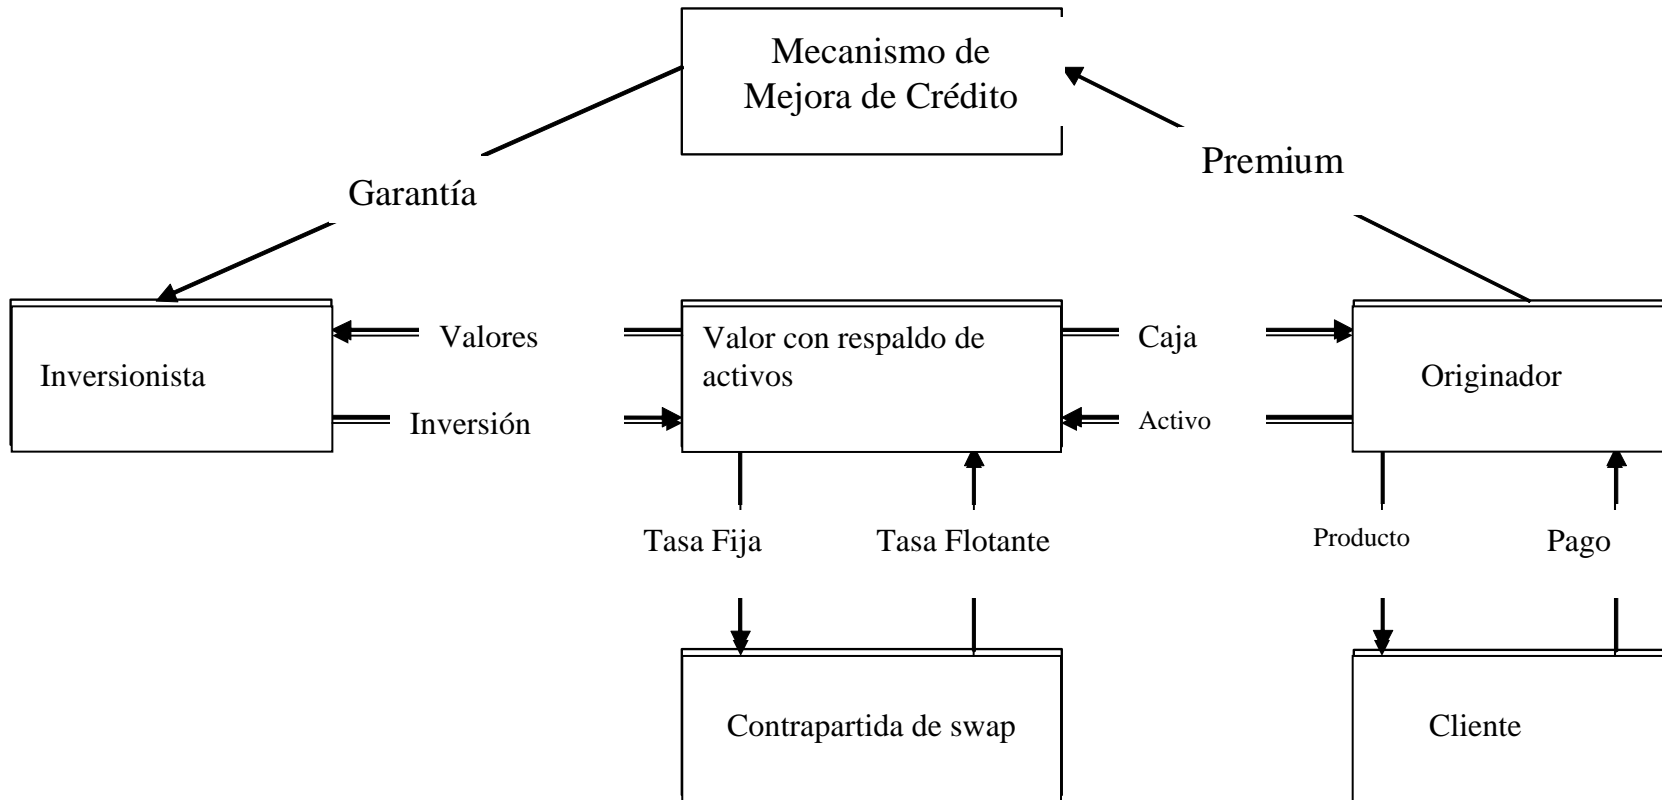 Mecanismo de
Mejora de Crédito
Premium
Garantía
Valores
Valor con respaldo de
activos
Caja
Inversionista
Originador
Inversión
Activo
Tasa Fija
Tasa Flotante
Producto
Pago
Contrapartida de swap
Cliente